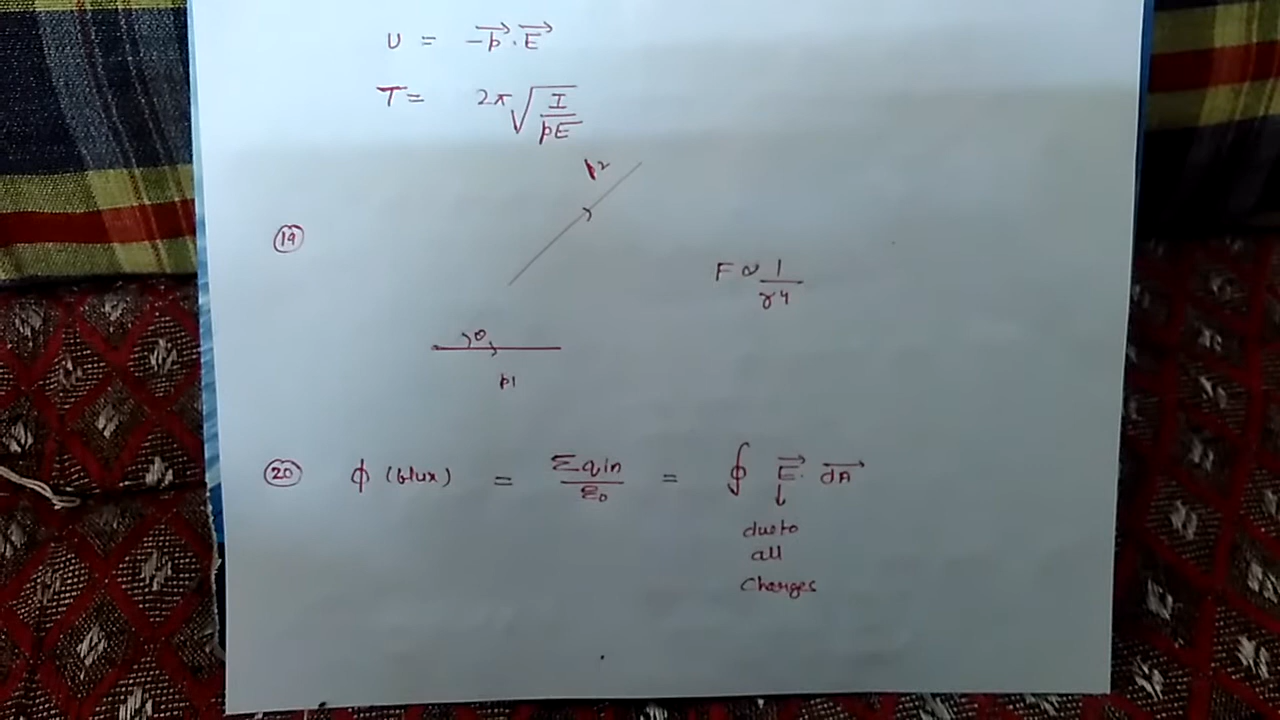 U = -p⃗ . E⃗
T = 2π √(I / pE)
p2
19
F ∝ 1 / r4
θ
p1
20 ϕ (flux) = Σqin / ε0 = ∮ E⃗ . dA⃗
↓
due to
all
Charges